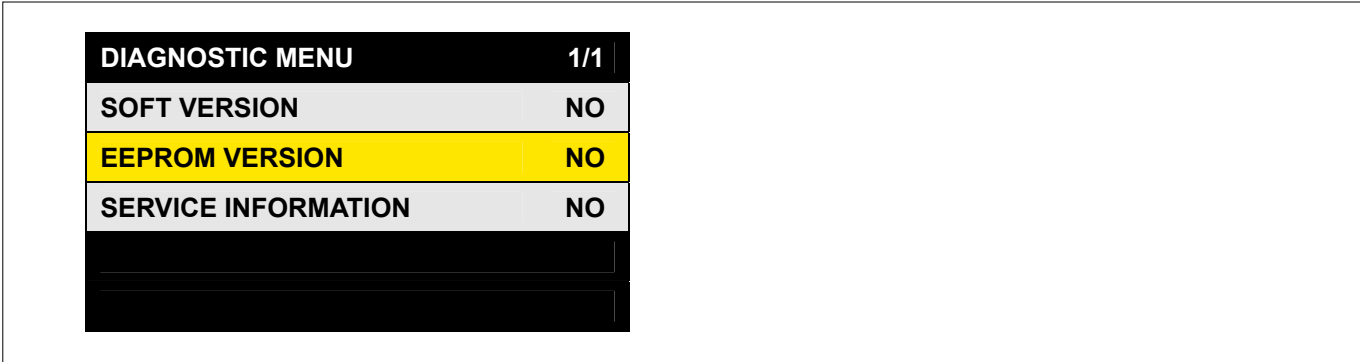 DIAGNOSTIC MENU 1/1
SOFT VERSION NO
EEPROM VERSION NO
SERVICE INFORMATION NO